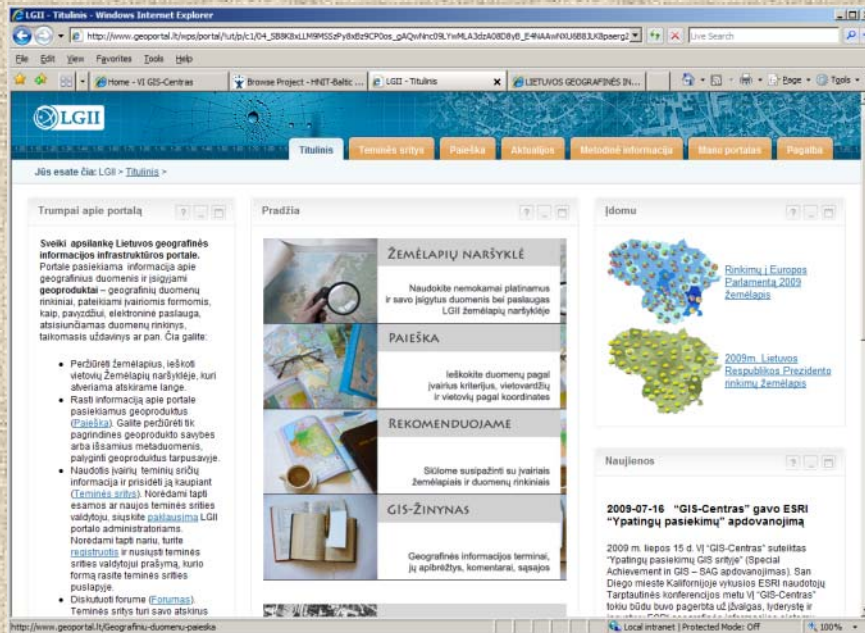 LGII - Titulinis - Windows Internet Explorer
Live Search
File Edit View Favorites Tools Help
Home - VI GIS-Centras
Browse Project - HNIT-Baltic ...
LGII - Titulinis
LIETUVOS GEOGRAFINĖS IN...
Page
Tools
LGII
Titulinis
Teminės sritys
Paieška
Aktualijos
Metodinė informacija
Mano portalas
Pagalba
Jūs esate čia: LGII > Titulinis >
Trumpai apie portalą
Sveiki apsilankę Lietuvos geografinės
informacijos infrastruktūros portale.
Portale pasiekiama informacija apie
geografinius duomenis ir įsigyjami
geoproduktai – geografinių duomenų
rinkiniai, pateikiami įvairiomis formomis,
kaip, pavyzdžiui, elektroninė paslauga,
atsisiunčiamas duomenų rinkinys,
taikomasis uždavinys ar pan. Čia galite:
• Peržiūrėti žemėlapius, ieškoti
vietovių Žemėlapių naršyklėje, kuri
atveriama atskirame lange.
• Rasti informaciją apie portale
pasiekiamus geoproduktus
(Paieška). Galite peržiūrėti tik
pagrindines geoprodukto savybes
arba išsamius metaduomenis,
palyginti geoproduktus tarpusavyje.
• Naudotis įvairių teminių sričių
informacija ir prisidėti ją kaupiant
(Teminės sritys). Norėdami tapti
esamos ar naujos teminės srities
valdytoju, siųskite paklausimą LGII
portalo administratoriams.
Norėdami tapti nariu, turite
registruotis ir nusiųsti teminės
srities valdytojui prašymą, kurio
formą rasite teminės srities
puslapyje.
• Diskutuoti forume (Forumas).
Teminės sritys turi savo atskirus
Pradžia
ŽEMĖLAPIŲ NARŠYKLĖ
Naudokite nemokamai platinamus
ir savo įsigytus duomenis bei paslaugas
LGII žemėlapių naršyklėje
PAIEŠKA
Ieškokite duomenų pagal
įvairius kriterijus, vietovardžių
ir vietovių pagal koordinates
REKOMENDUOJAME
Siūlome susipažinti su įvairiais
žemėlapiais ir duomenų rinkiniais
GIS-ŽINYNAS
Geografinės informacijos terminai,
jų apibrėžtys, komentarai, sąsajos
Įdomu
Rinkimų į Europos
Parlamentą 2009
žemėlapis
2009m. Lietuvos
Respublikos Prezidento
rinkimų žemėlapis
Naujienos
2009-07-16 “GIS-Centras” gavo ESRI
“Ypatingų pasiekimų” apdovanojimą
2009 m. liepos 15 d. VĮ “GIS-Centras” suteiktas
“Ypatingų pasiekimų GIS srityje” (Special
Achievement in GIS – SAG apdovanojimas). San
Diego mieste Kalifornijoje vykusios ESRI naudotojų
Tarptautinės konferencijos metu VĮ “GIS-Centras”
tokiu būdu buvo pagerbta už įžvalgas, lyderystę ir
http://www.geoportal.lt/Geografiniu-duomenu-paieska
Local intranet | Protected Mode: Off
100%